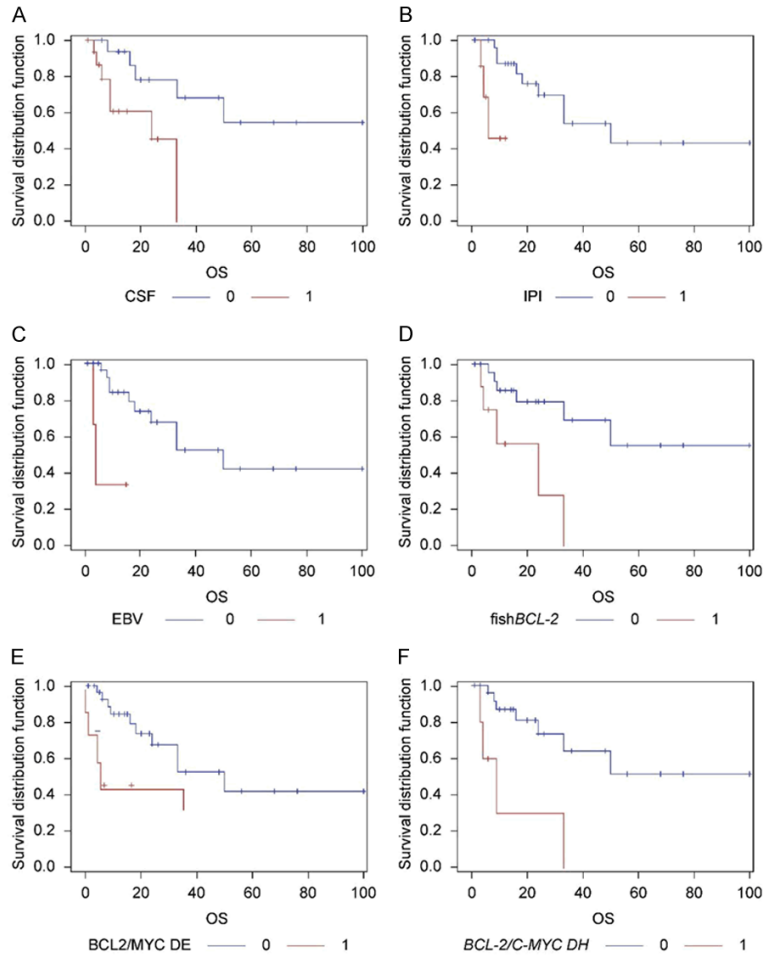 A
Survival distribution function
1.0
0.8
0.6
0.4
0.2
0.0
0 20 40 60 80 100
OS
CSF 0 1
B
Survival distribution function
1.0
0.8
0.6
0.4
0.2
0.0
0 20 40 60 80 100
OS
IPI 0 1
C
Survival distribution function
1.0
0.8
0.6
0.4
0.2
0.0
0 20 40 60 80 100
OS
EBV 0 1
D
Survival distribution function
1.0
0.8
0.6
0.4
0.2
0.0
0 20 40 60 80 100
OS
fishBCL-2 0 1
E
Survival distribution function
1.0
0.8
0.6
0.4
0.2
0.0
0 20 40 60 80 100
OS
BCL2/MYC DE 0 1
F
Survival distribution function
1.0
0.8
0.6
0.4
0.2
0.0
0 20 40 60 80 100
OS
BCL-2/C-MYC DH 0 1